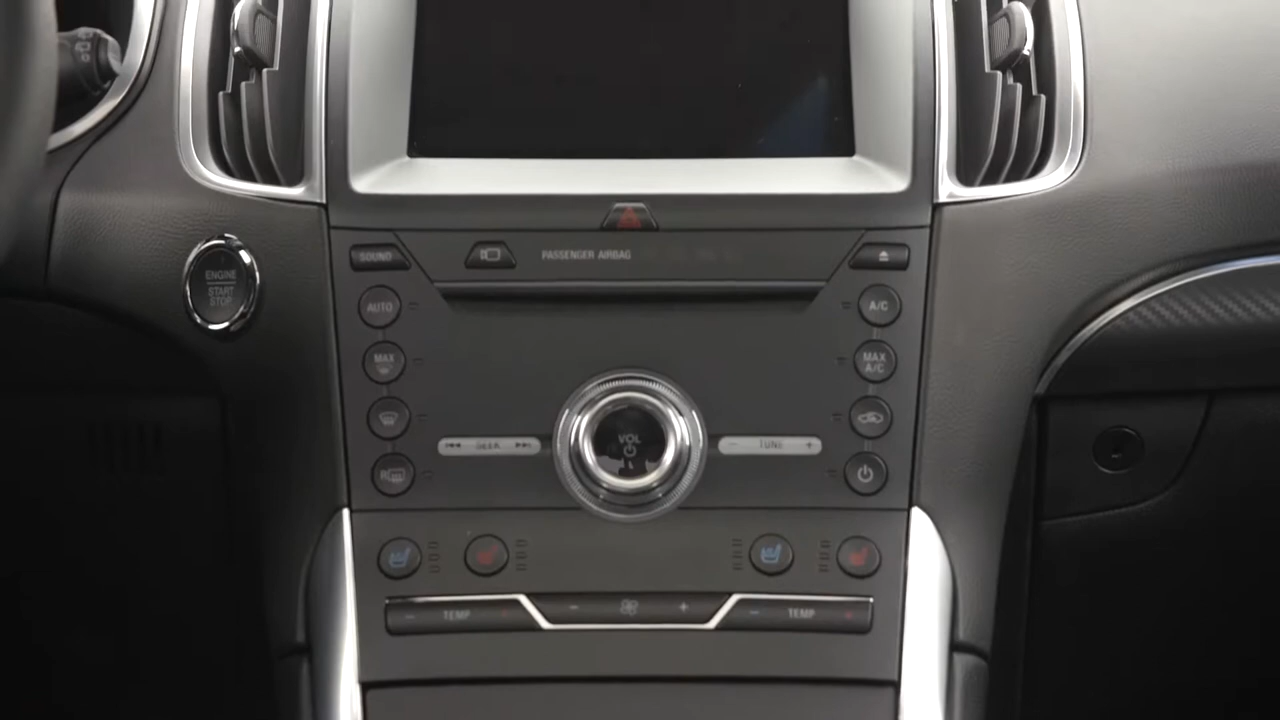 SOUND
PASSENGER AIRBAG
ENGINE
START
STOP
AUTO
A/C
MAX
MAX
A/C
VOL
SEEK
- TUNE +
R
- TEMP
- +
- TEMP